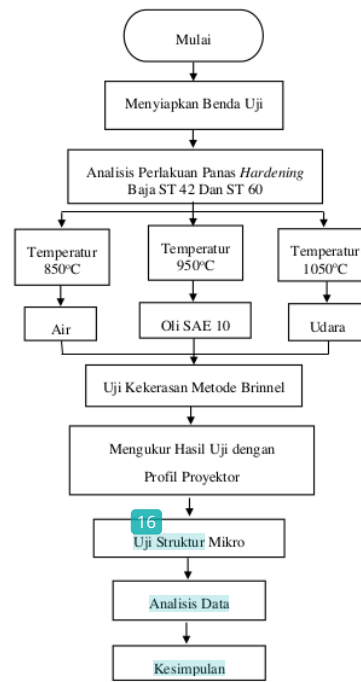 Mulai
Menyiapkan Benda Uji
Analisis Perlakuan Panas Hardening
Baja ST 42 Dan ST 60
Temperatur
850°C
Temperatur
950°C
Temperatur
1050°C
Air
Oli SAE 10
Udara
Uji Kekerasan Metode Brinnel
Mengukur Hasil Uji dengan
Profil Proyektor
16
Uji Struktur Mikro
Analisis Data
Kesimpulan